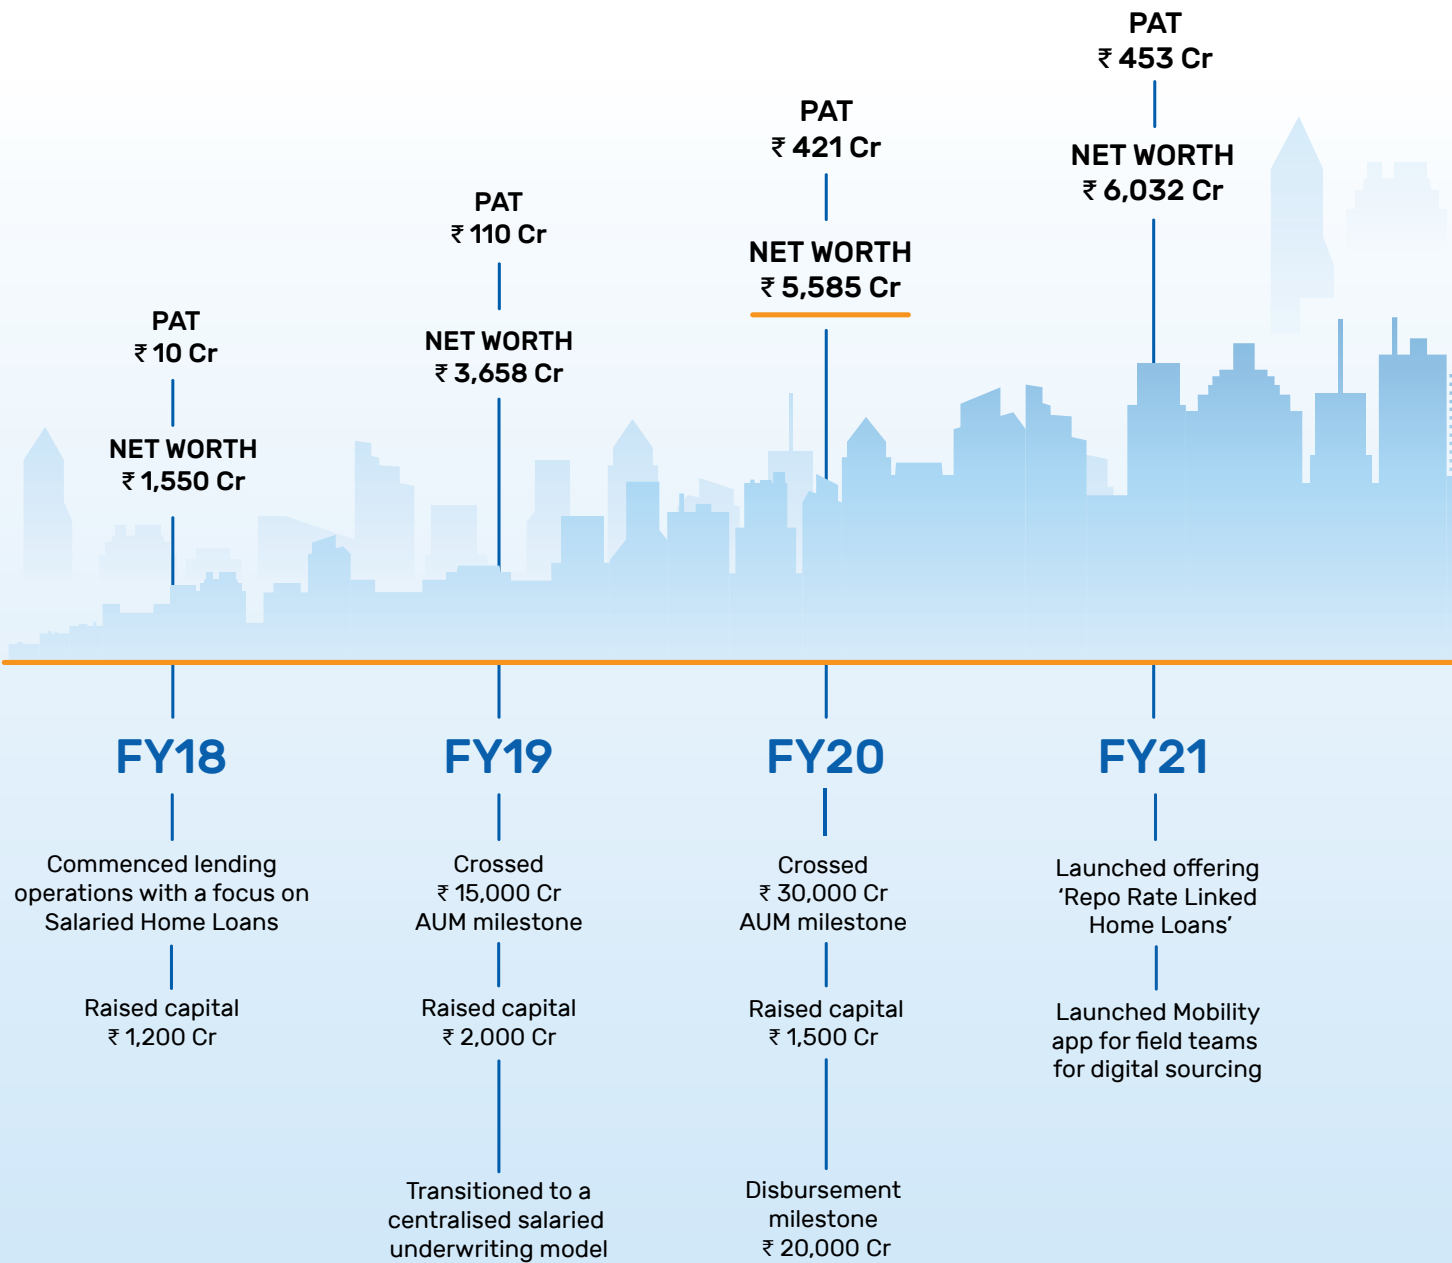 PAT
₹ 10 Cr
NET WORTH
₹ 1,550 Cr
FY18
Commenced lending
operations with a focus on
Salaried Home Loans
Raised capital
₹ 1,200 Cr
PAT
₹ 110 Cr
NET WORTH
₹ 3,658 Cr
FY19
Crossed
₹ 15,000 Cr
AUM milestone
Raised capital
₹ 2,000 Cr
Transitioned to a
centralised salaried
underwriting model
PAT
₹ 421 Cr
NET WORTH
₹ 5,585 Cr
FY20
Crossed
₹ 30,000 Cr
AUM milestone
Raised capital
₹ 1,500 Cr
Disbursement
milestone
₹ 20,000 Cr
PAT
₹ 453 Cr
NET WORTH
₹ 6,032 Cr
FY21
Launched offering
‘Repo Rate Linked
Home Loans’
Launched Mobility
app for field teams
for digital sourcing